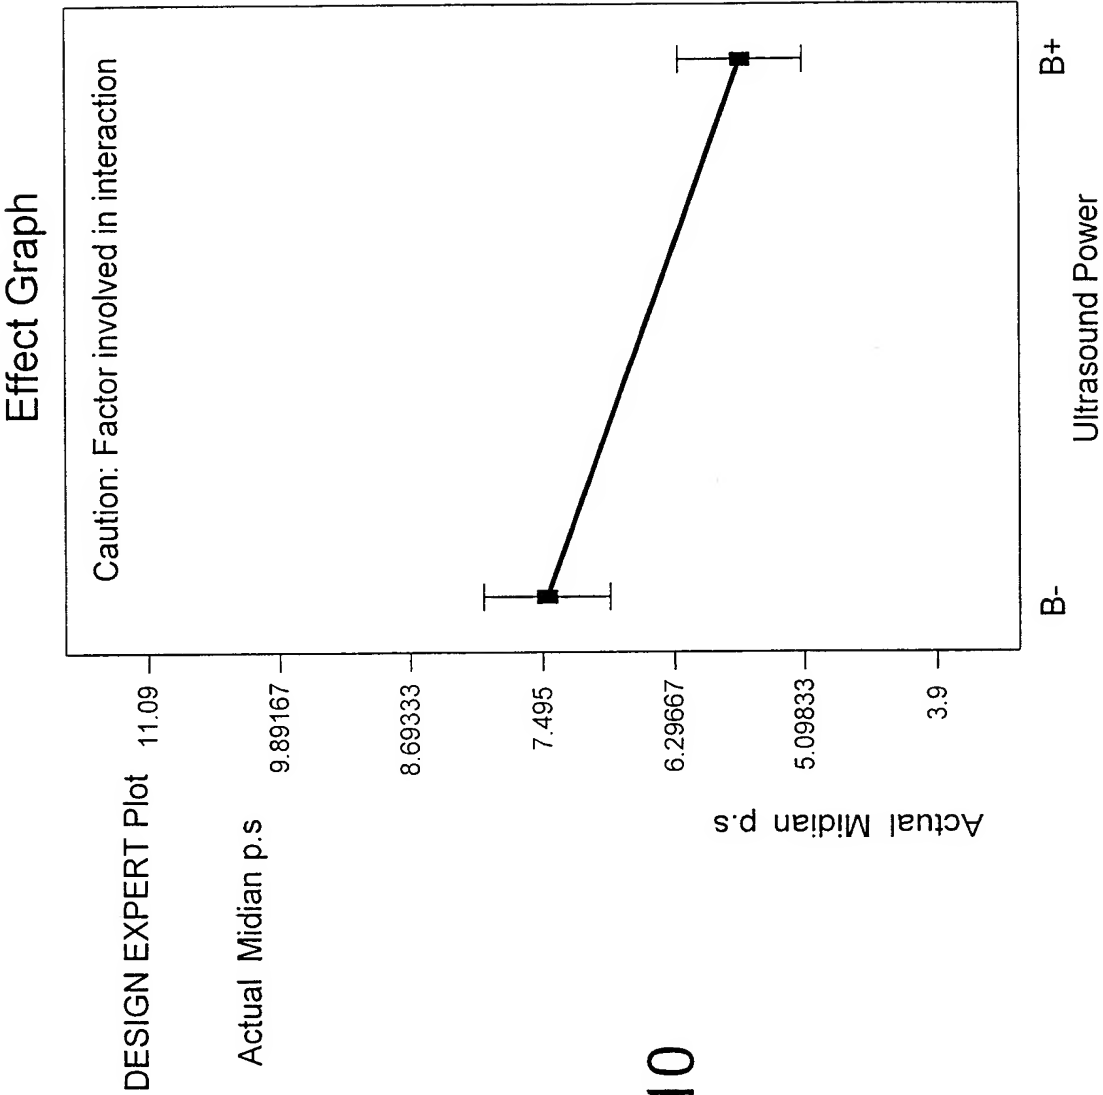 Effect Graph
DESIGN EXPERT Plot
Actual Midian p.s
Caution: Factor involved in interaction
11.09
9.89167
8.69333
7.495
6.29667
5.09833
3.9
Actual Midian p.s
B-
B+
Ultrasound Power
10